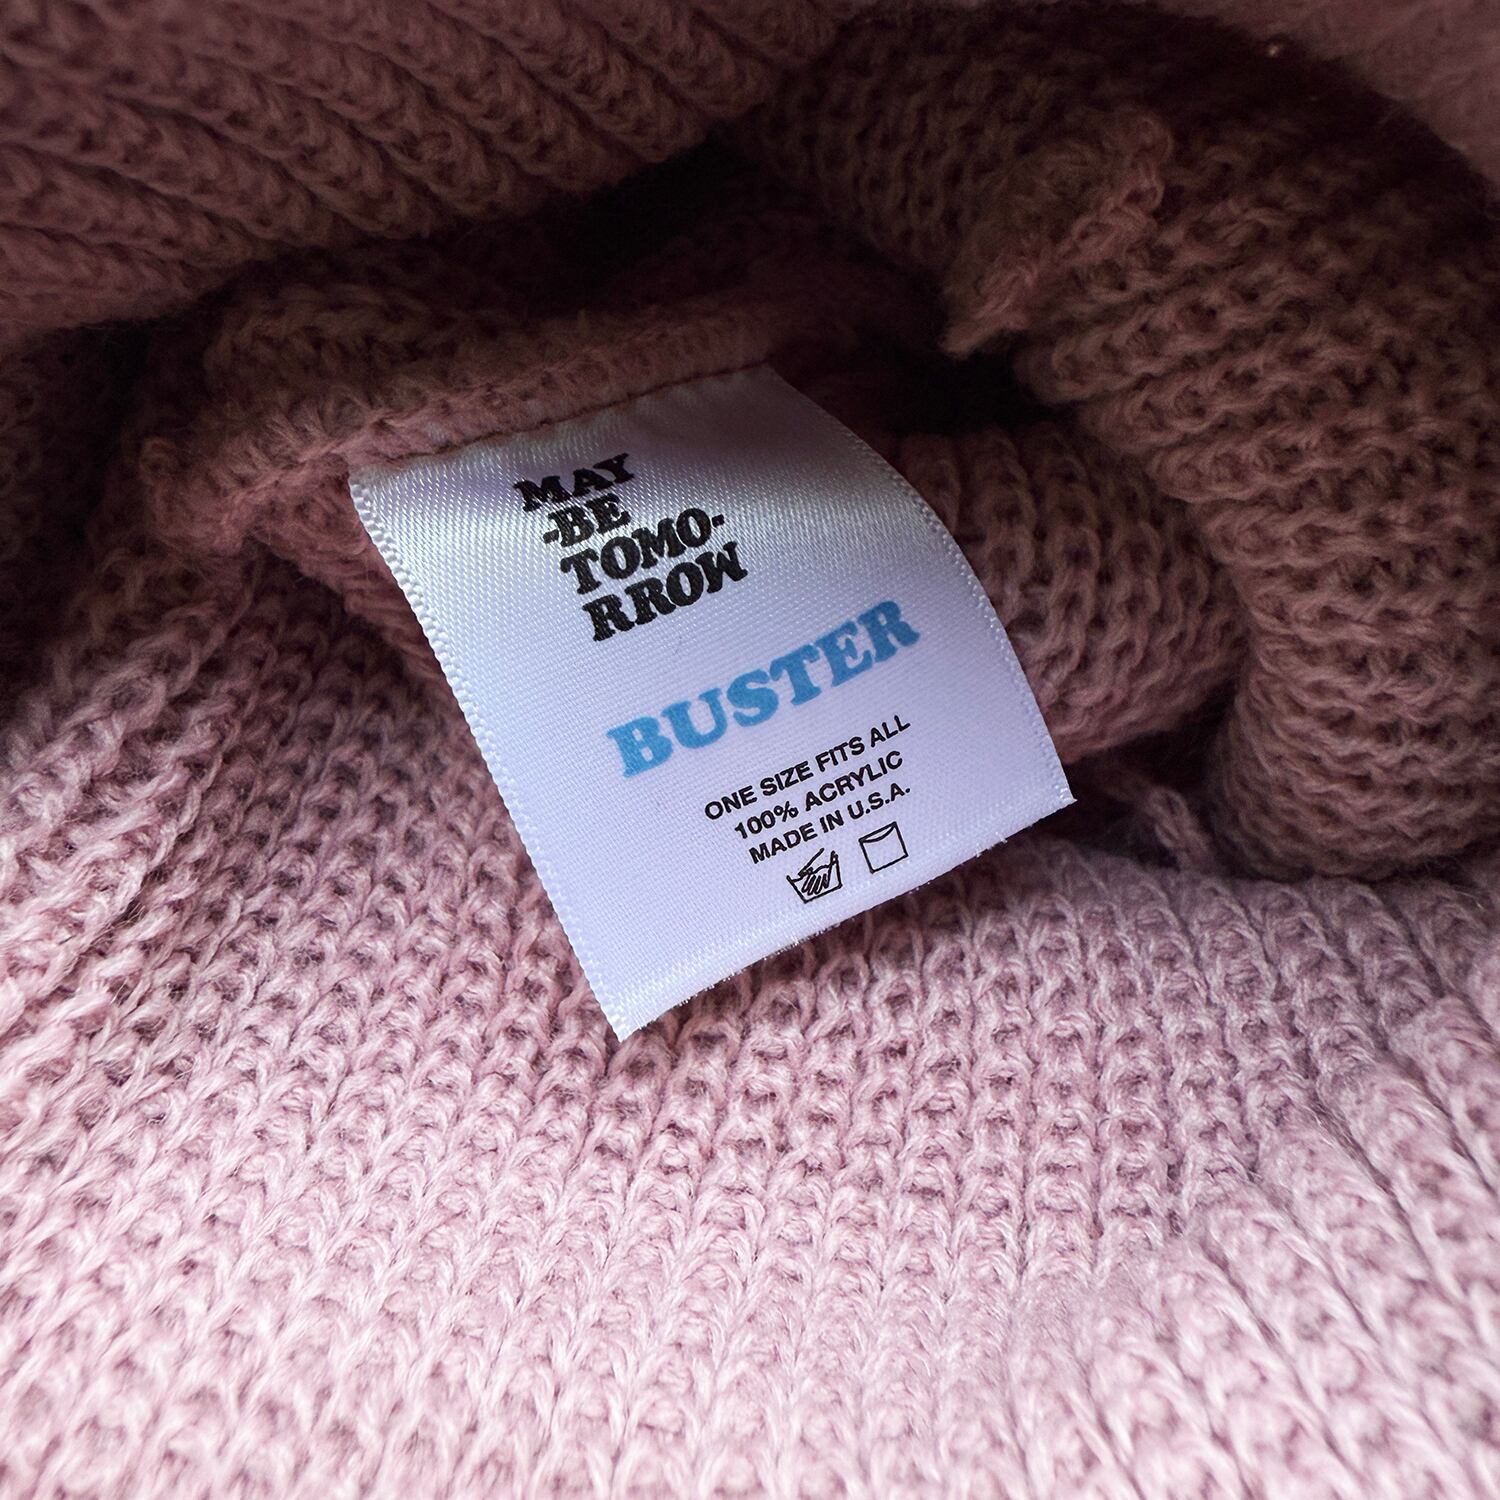 MAY
-BE
TOMO-
RROW
BUSTER
ONE SIZE FITS ALL
100% ACRYLIC
MADE IN U.S.A.